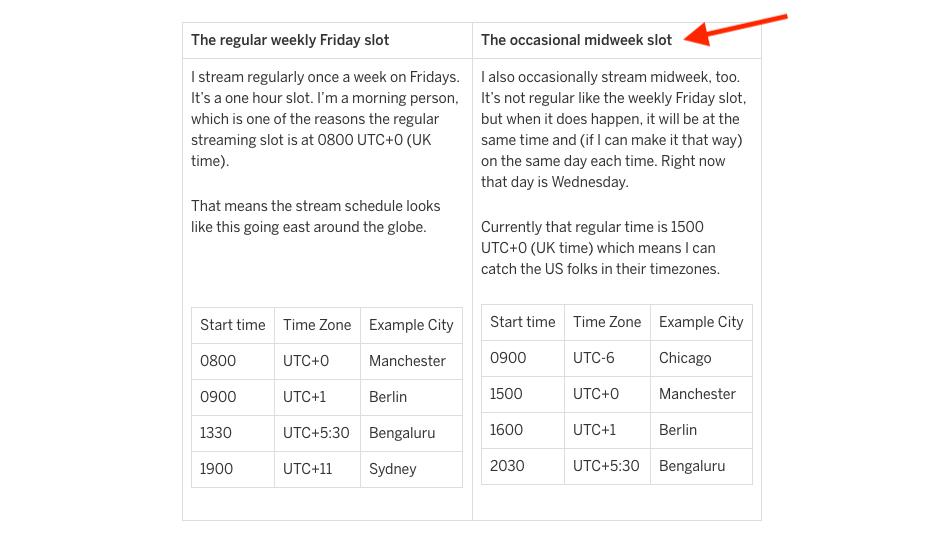 The regular weekly Friday slot
I stream regularly once a week on Fridays.
It's a one hour slot. I'm a morning person,
which is one of the reasons the regular
streaming slot is at 0800 UTC+0 (UK
time).
That means the stream schedule looks
like this going east around the globe.
Start time Time Zone Example City
0800 UTC+0 Manchester
0900 UTC+1 Berlin
1330 UTC+5:30 Bengaluru
1900 UTC+11 Sydney
The occasional midweek slot
I also occasionally stream midweek, too.
It's not regular like the weekly Friday slot,
but when it does happen, it will be at the
same time and (if I can make it that way)
on the same day each time. Right now
that day is Wednesday.
Currently that regular time is 1500
UTC+0 (UK time) which means I can
catch the US folks in their timezones.
Start time Time Zone Example City
0900 UTC-6 Chicago
1500 UTC+0 Manchester
1600 UTC+1 Berlin
2030 UTC+5:30 Bengaluru